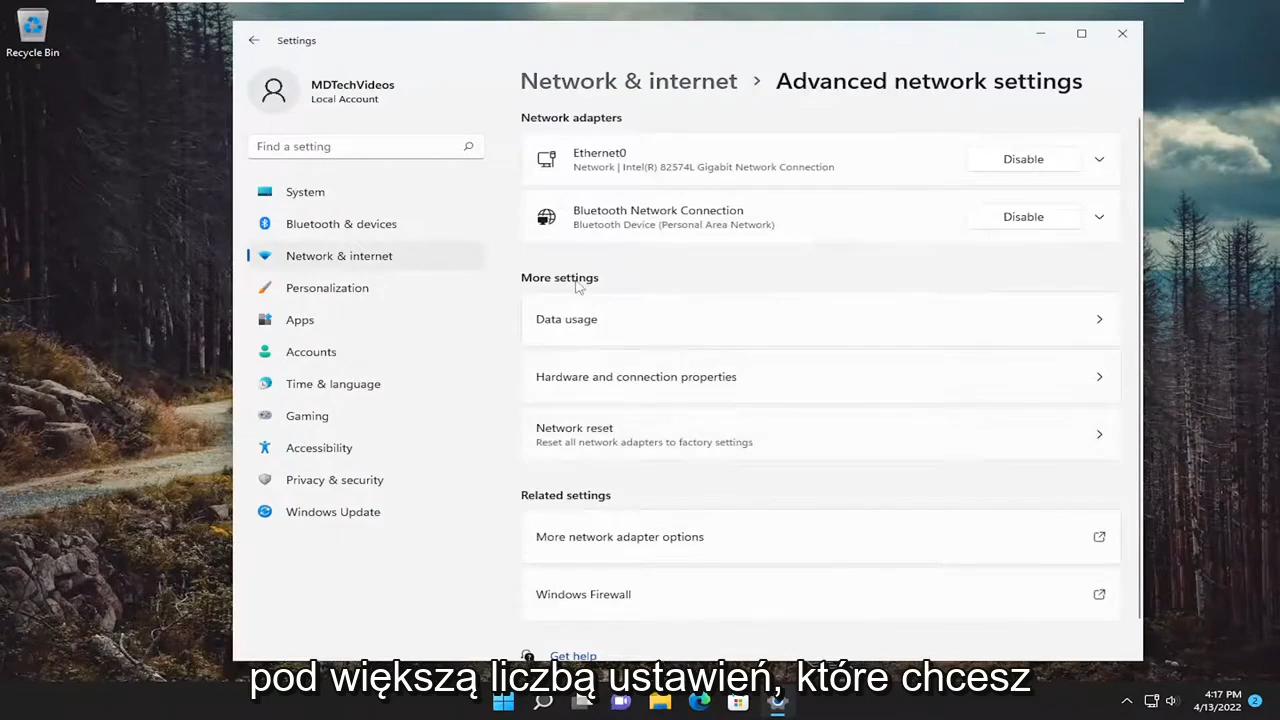 Recycle Bin
Settings
MDTechVideos
Local Account
Find a setting
System
Bluetooth & devices
Network & internet
Personalization
Apps
Accounts
Time & language
Gaming
Accessibility
Privacy & security
Windows Update
Network & internet > Advanced network settings
Network adapters
Ethernet0
Network | Intel(R) 82574L Gigabit Network Connection
Disable
Bluetooth Network Connection
Bluetooth Device (Personal Area Network)
Disable
More settings
Data usage
Hardware and connection properties
Network reset
Reset all network adapters to factory settings
Related settings
More network adapter options
Windows Firewall
Get help
pod większą liczbą ustawień, które chcesz
4:17 PM
4/13/2022
2